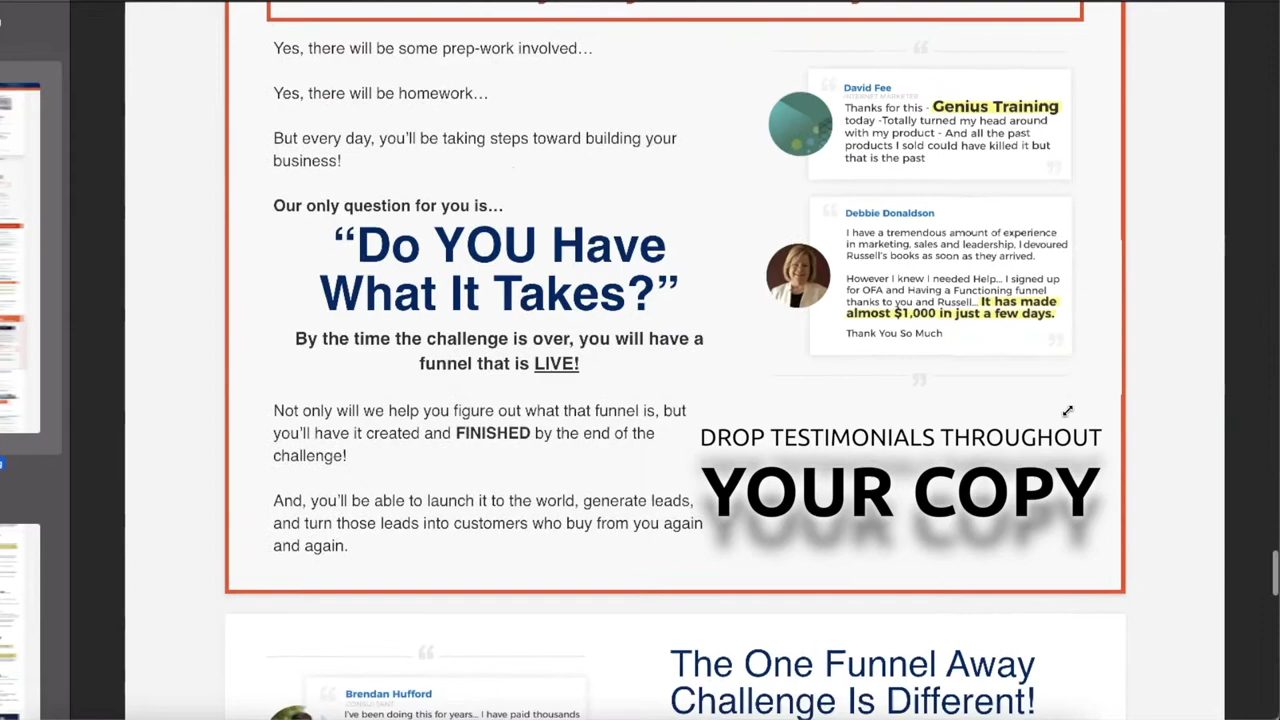 Yes, there will be some prep-work involved...
Yes, there will be homework...
But every day, you'll be taking steps toward building your
business!
Our only question for you is...
“Do YOU Have
What It Takes?”
By the time the challenge is over, you will have a
funnel that is LIVE!
Not only will we help you figure out what that funnel is, but
you'll have it created and FINISHED by the end of the
challenge!
And, you'll be able to launch it to the world, generate leads,
and turn those leads into customers who buy from you again
and again.
David Fee
INTERNET MARKETER
Thanks for this - Genius Training
today -Totally turned my head around
with my product - And all the past
products I sold could have killed it but
that is the past
Debbie Donaldson
I have a tremendous amount of experience
in marketing, sales and leadership, I devoured
Russell's books as soon as they arrived.
However I knew I needed Help... I signed up
for OFA and Having a Functioning funnel
thanks to you and Russell... It has made
almost $1,000 in just a few days.
Thank You So Much
DROP TESTIMONIALS THROUGHOUT
YOUR COPY
Brendan Hufford
CONSULTANT
I've been doing this for years... I have paid thousands
The One Funnel Away
Challenge Is Different!